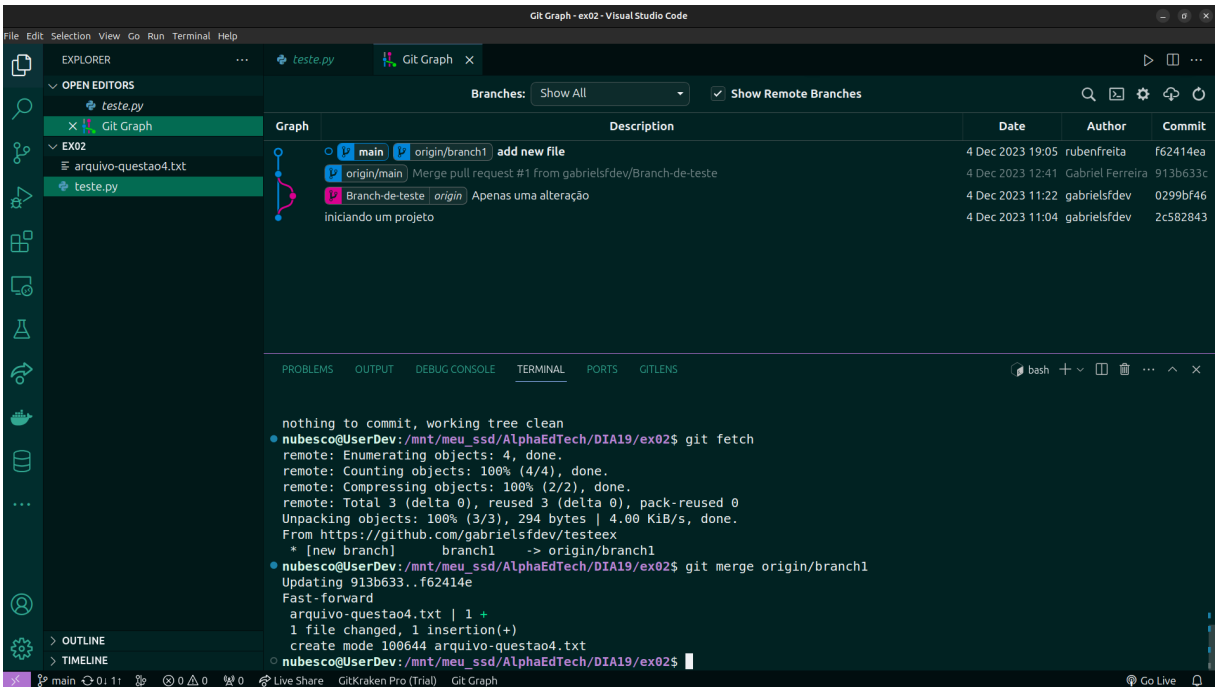 Git Graph - ex02 - Visual Studio Code
File Edit Selection View Go Run Terminal Help
EXPLORER
teste.py
Git Graph
OPEN EDITORS
teste.py
Git Graph
EX02
arquivo-questao4.txt
teste.py
Branches: Show All Show Remote Branches
Graph Description Date Author Commit
main origin/branch1 add new file 4 Dec 2023 19:05 rubenfreita f62414ea
origin/main Merge pull request #1 from gabrielsfdev/Branch-de-teste 4 Dec 2023 12:41 Gabriel Ferreira 913b633c
Branch-de-teste origin Apenas uma alteração 4 Dec 2023 11:22 gabrielsfdev 0299bf46
iniciando um projeto 4 Dec 2023 11:04 gabrielsfdev 2c582843
PROBLEMS OUTPUT DEBUG CONSOLE TERMINAL PORTS GITLENS bash
nothing to commit, working tree clean
nubesco@UserDev:/mnt/meu_ssd/AlphaEdTech/DIA19/ex02$ git fetch
remote: Enumerating objects: 4, done.
remote: Counting objects: 100% (4/4), done.
remote: Compressing objects: 100% (2/2), done.
remote: Total 3 (delta 0), reused 3 (delta 0), pack-reused 0
Unpacking objects: 100% (3/3), 294 bytes | 4.00 KiB/s, done.
From https://github.com/gabrielsfdev/testeex
* [new branch] branch1 -> origin/branch1
nubesco@UserDev:/mnt/meu_ssd/AlphaEdTech/DIA19/ex02$ git merge origin/branch1
Updating 913b633..f62414e
Fast-forward
arquivo-questao4.txt | 1 +
1 file changed, 1 insertion(+)
create mode 100644 arquivo-questao4.txt
nubesco@UserDev:/mnt/meu_ssd/AlphaEdTech/DIA19/ex02$
OUTLINE
TIMELINE
main 0↓ 1↑ 0 0 0 Live Share GitKraken Pro (Trial) Git Graph Go Live